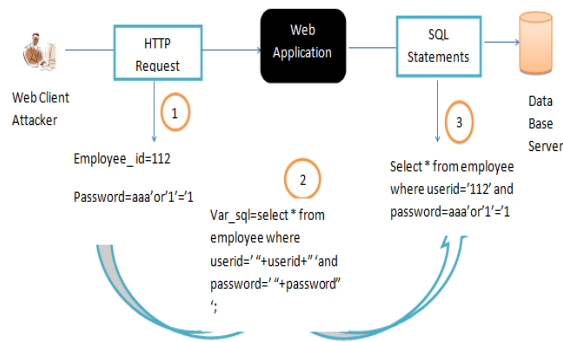 HTTP
Request
Web
Application
SQL
Statements
Web Client
Attacker
Data
Base
Server
1
Employee_ id=112
Password=aaa'or'1'='1
2
Var_sql=select * from
employee where
userid=' "+userid+" 'and
password=' "+password"
‘;
3
Select * from employee
where userid='112' and
password=aaa'or'1'='1